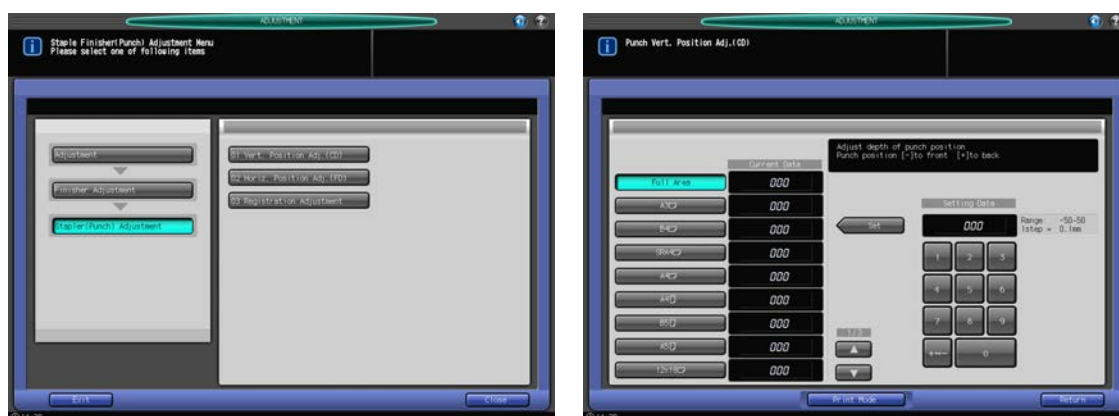 ADJUSTMENT
Staple Finisher(Punch) Adjustment Menu
Please select one of following items
Adjustment
Finisher Adjustment
Stapler(Punch) Adjustment
01 Vert. Position Adj.(CD)
02 Horiz. Position Adj.(FD)
03 Registration Adjustment
Exit
Close
ADJUSTMENT
Punch Vert. Position Adj.(CD)
Adjust depth of punch position
Punch position [-]to front [+]to back
Current Data
Full Area 000
A3 000
B4 000
SRA4 000
A4 000
A4 000
B5 000
A5 000
12x18 000
Set
Setting Data
000
Range -50-50
1step = 0.1mm
1 2 3
4 5 6
7 8 9
0
1/3
Print Mode
Return